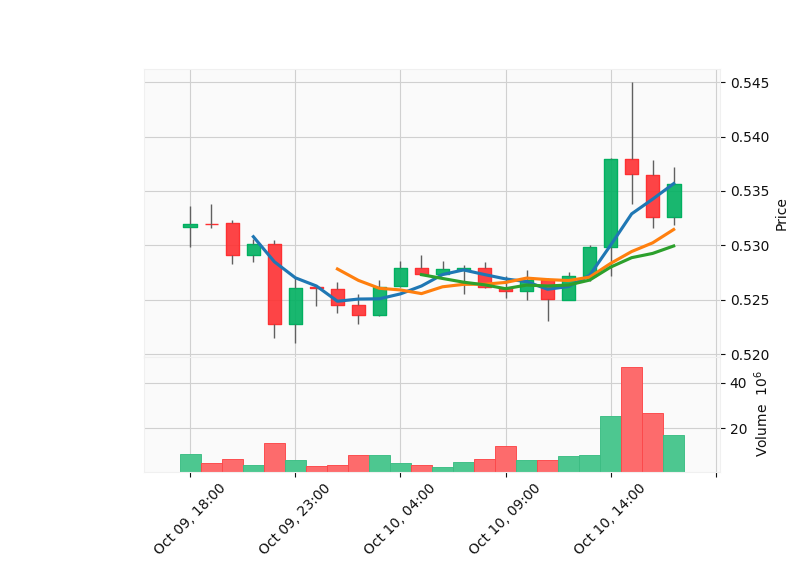 0.545
0.540
0.535
0.530
0.525
0.520
Price
40
20
Volume 10^6
Oct 09, 18:00
Oct 09, 23:00
Oct 10, 04:00
Oct 10, 09:00
Oct 10, 14:00